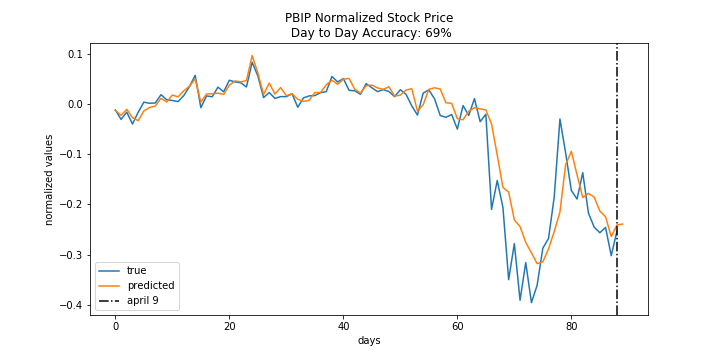 PBIP Normalized Stock Price
Day to Day Accuracy: 69%
0.1
0.0
−0.1
−0.2
−0.3
−0.4
normalized values
true
predicted
april 9
0 20 40 60 80
days